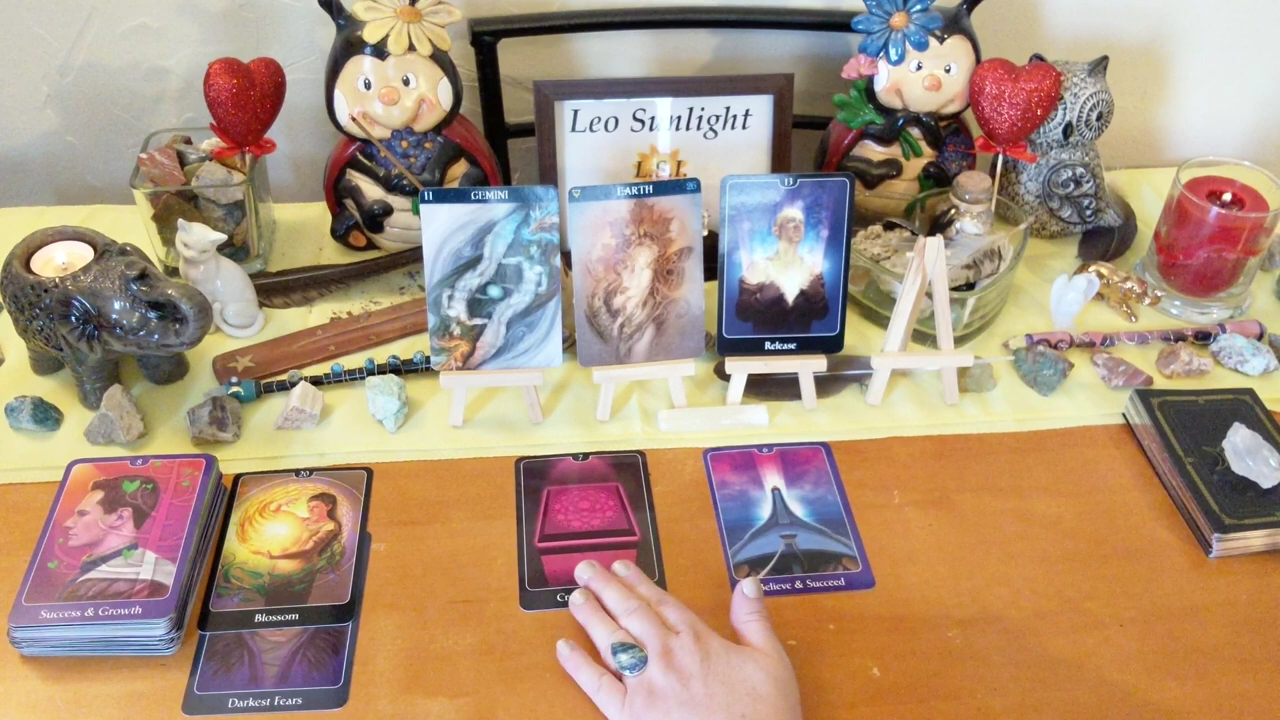 Leo Sunlight
L S L
11 GEMINI
EARTH 26
13
Release
8
Success & Growth
20
Blossom
Darkest Fears
7
6
Believe & Succeed